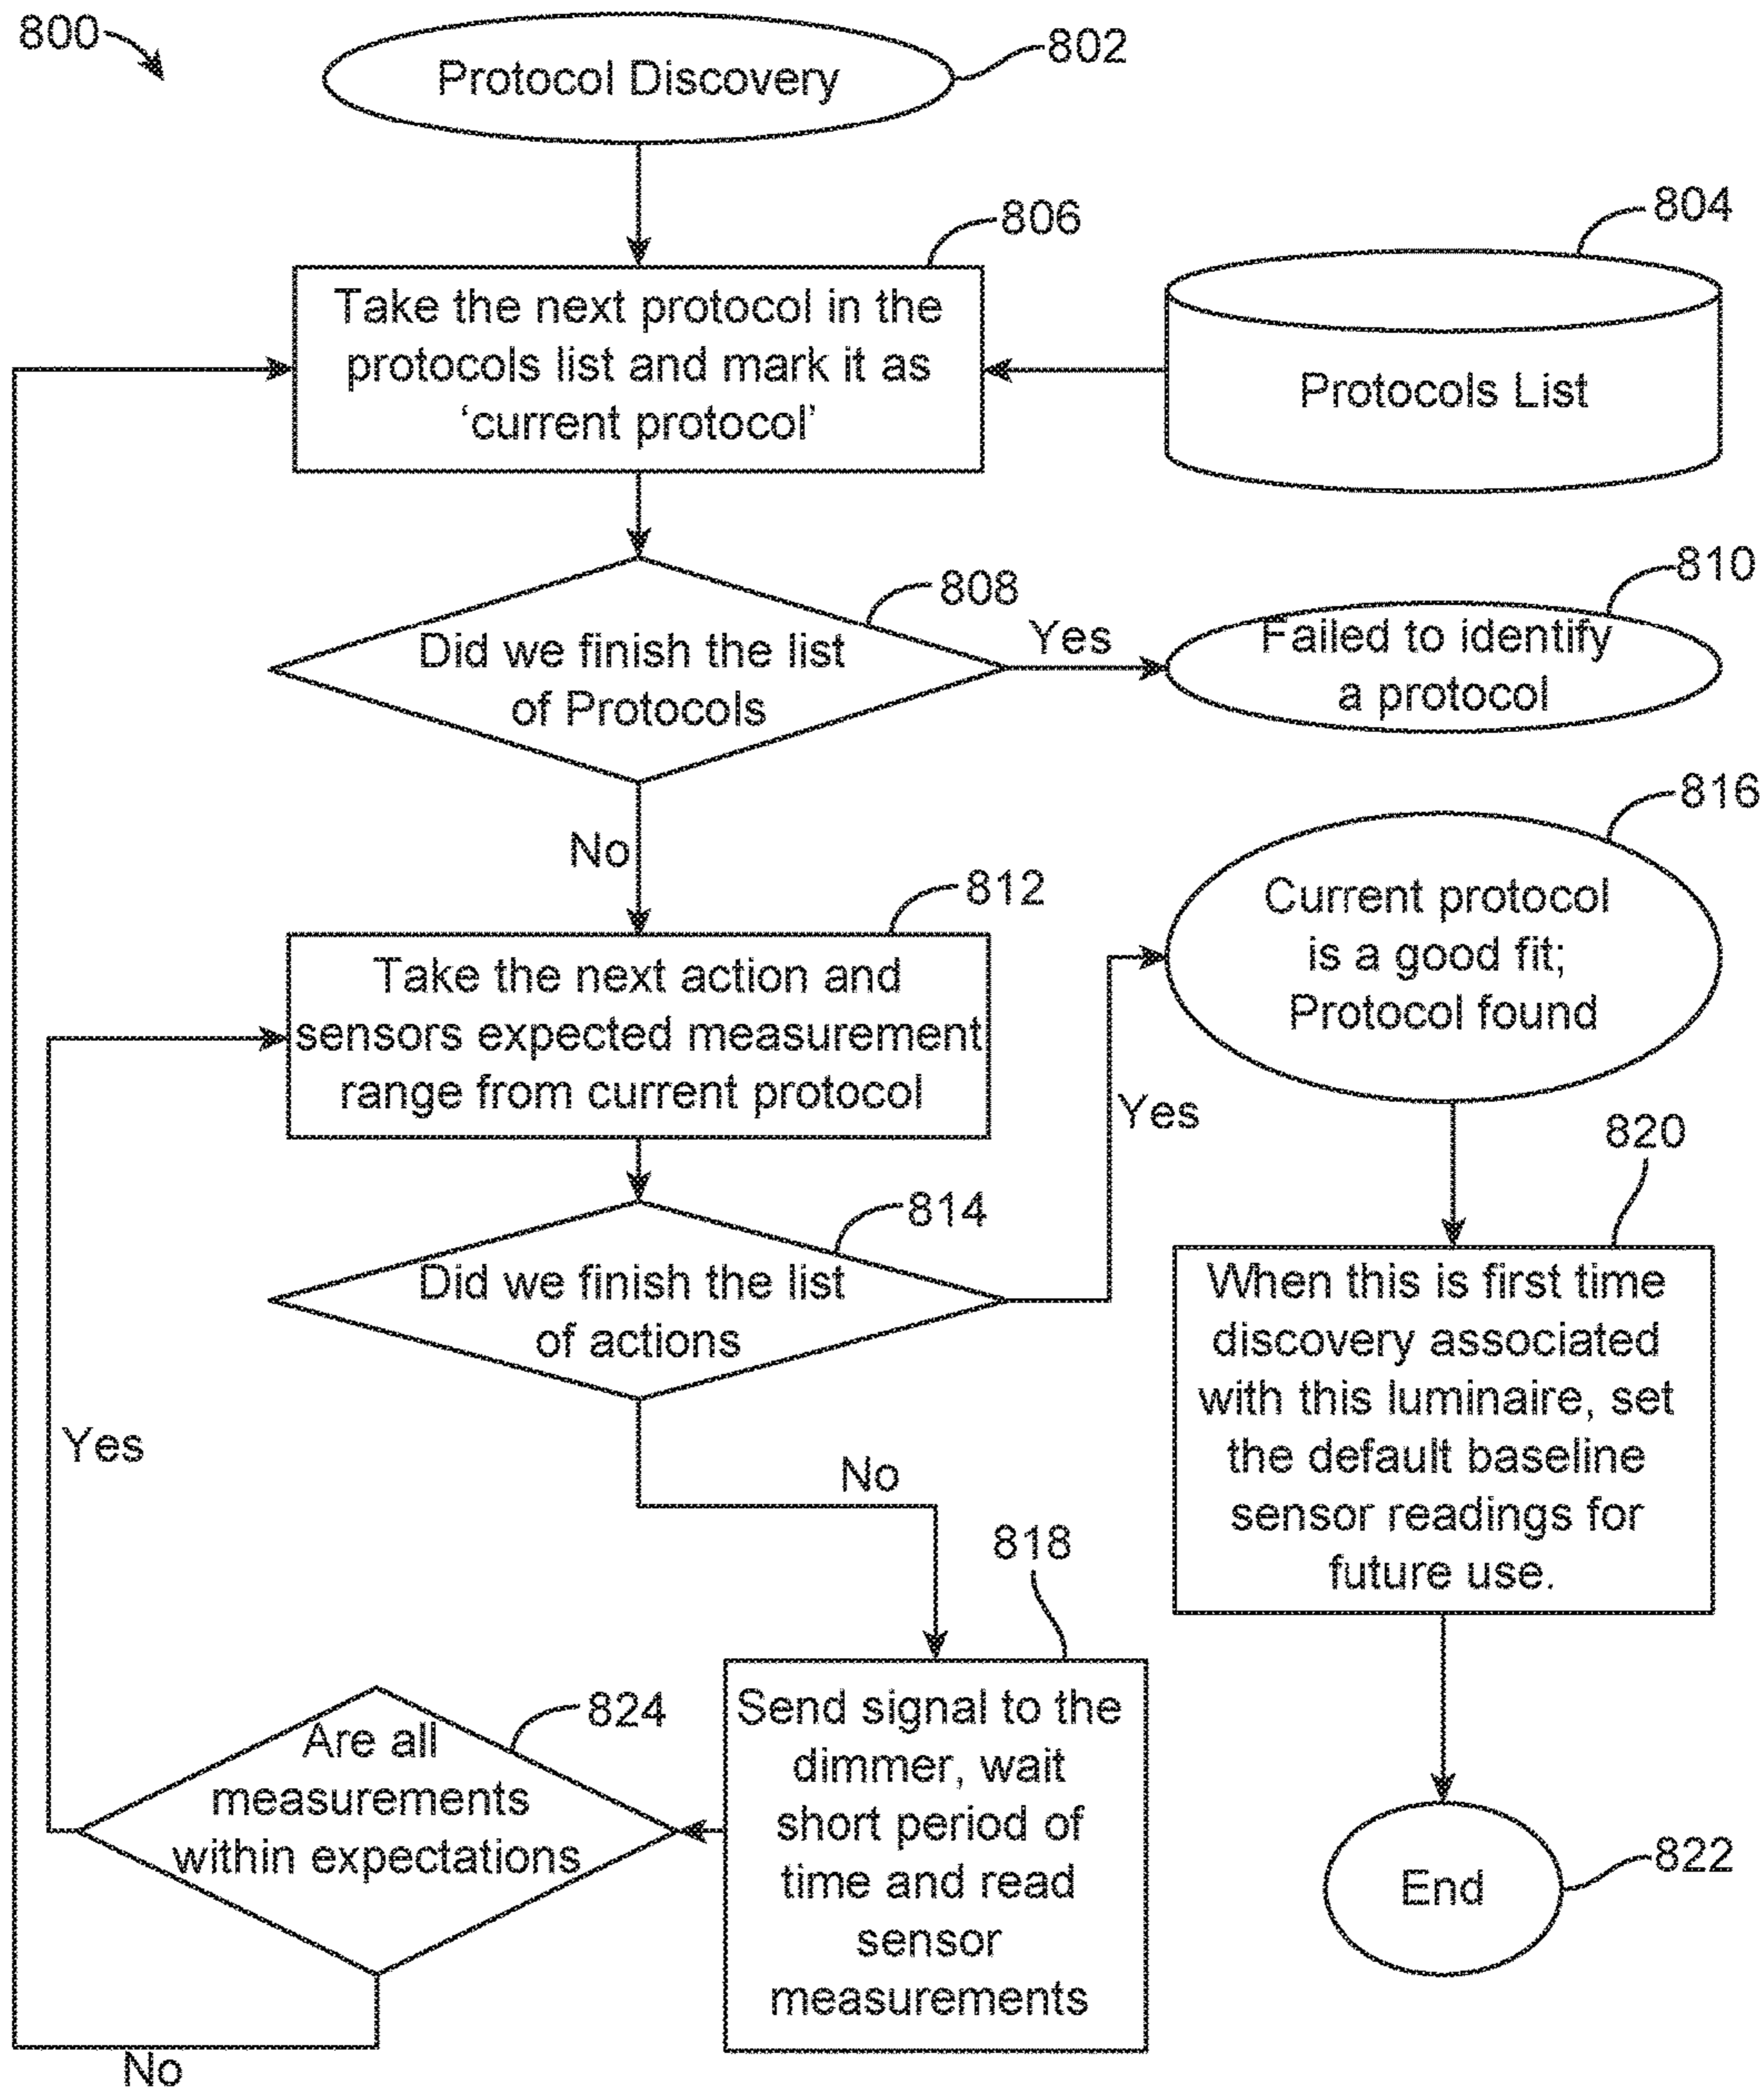 800
Protocol Discovery
802
806
804
Take the next protocol in the
protocols list and mark it as
‘current protocol’
Protocols List
808
810
Did we finish the list
of Protocols
Yes
Failed to identify
a protocol
No
812
816
Take the next action and
sensors expected measurement
range from current protocol
Current protocol
is a good fit;
Protocol found
Yes
814
820
Did we finish the list
of actions
When this is first time
discovery associated
with this luminaire, set
the default baseline
sensor readings for
future use.
Yes
No
818
824
Are all
measurements
within expectations
Send signal to the
dimmer, wait
short period of
time and read
sensor
measurements
End
822
No